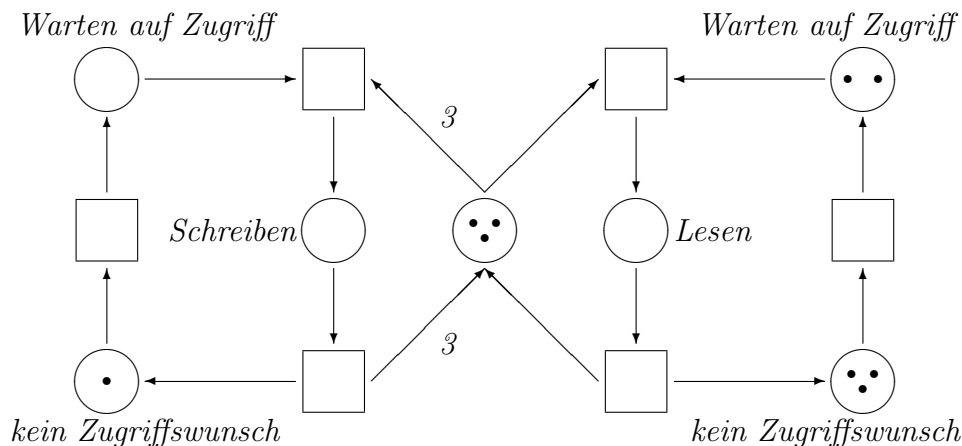 Warten auf Zugriff
Warten auf Zugriff
3
Schreiben
Lesen
3
kein Zugriffswunsch
kein Zugriffswunsch